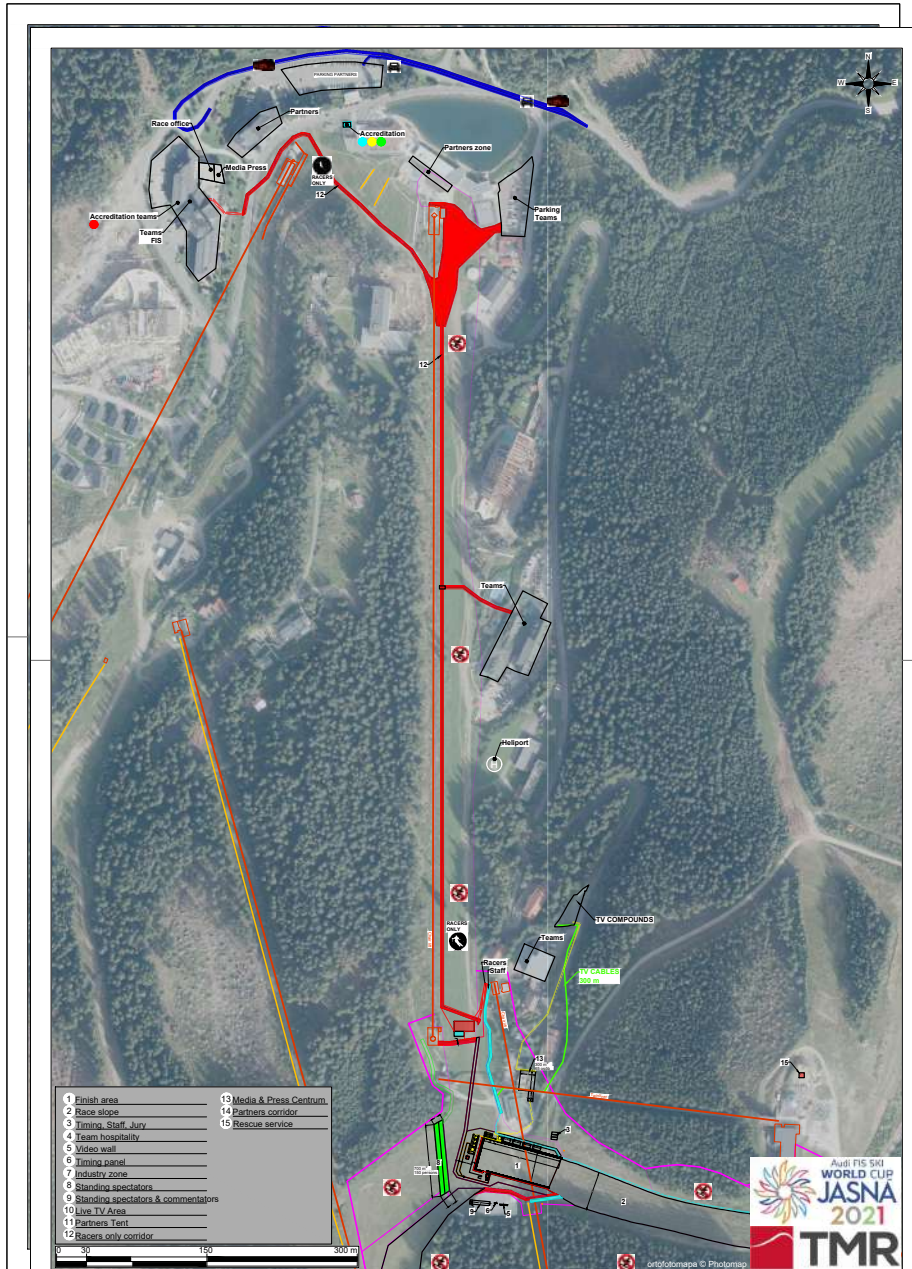 PARKING PARTNERS
N
W
E
S
Partners
Race office
Accreditation
Media Press
RACERS
ONLY
Partners zone
12
Parking
Teams
Accreditation teams
Teams
FIS
12
Teams
Heliport
RACERS
ONLY
TV COMPOUNDS
Teams
Racers
Staff
TV CABLES
300 m
13
15
3
8
1
2
9
6
5
1 Finish area
2 Race slope
3 Timing, Staff, Jury
4 Team hospitality
5 Video wall
6 Timing panel
7 Industry zone
8 Standing spectators
9 Standing spectators & commentators
10 Live TV Area
11 Partners Tent
12 Racers only corridor
13 Media & Press Centrum
14 Partners corridor
15 Rescue service
0 30 150 300 m
Audi FIS SKI
WORLD CUP
JASNÁ
2021
TMR
ortofotomapa © Photomap